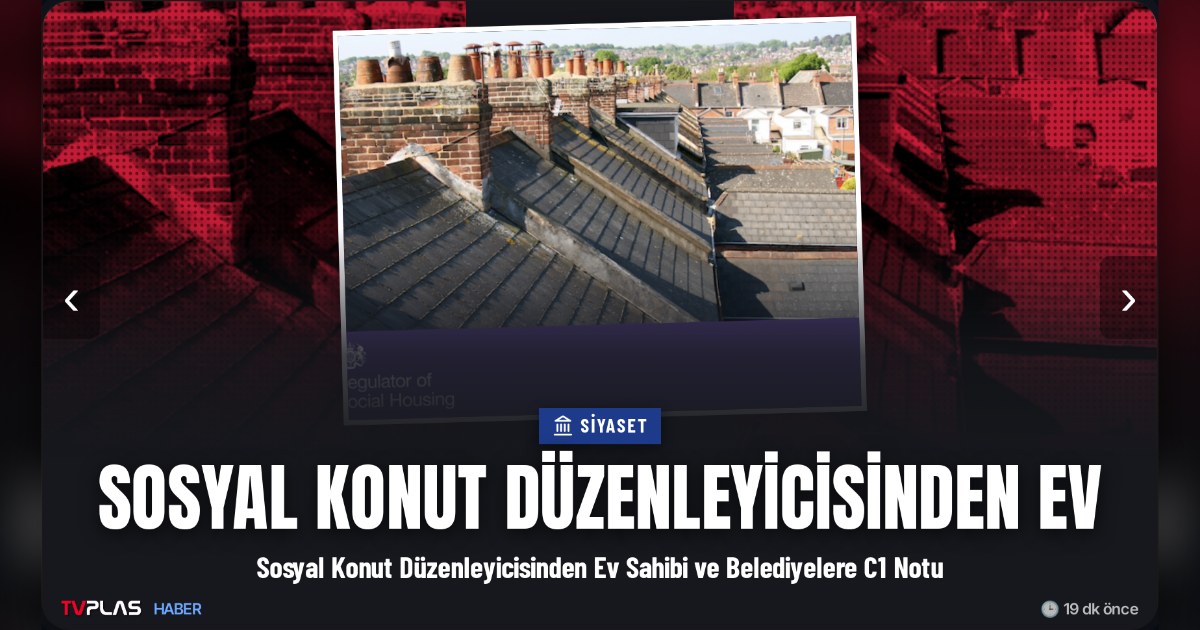 egulator of
ocial Housing
SİYASET
SOSYAL KONUT DÜZENLEYİCİSİNDEN EV
Sosyal Konut Düzenleyicisinden Ev Sahibi ve Belediyelere C1 Notu
TVPLAS HABER
19 dk önce